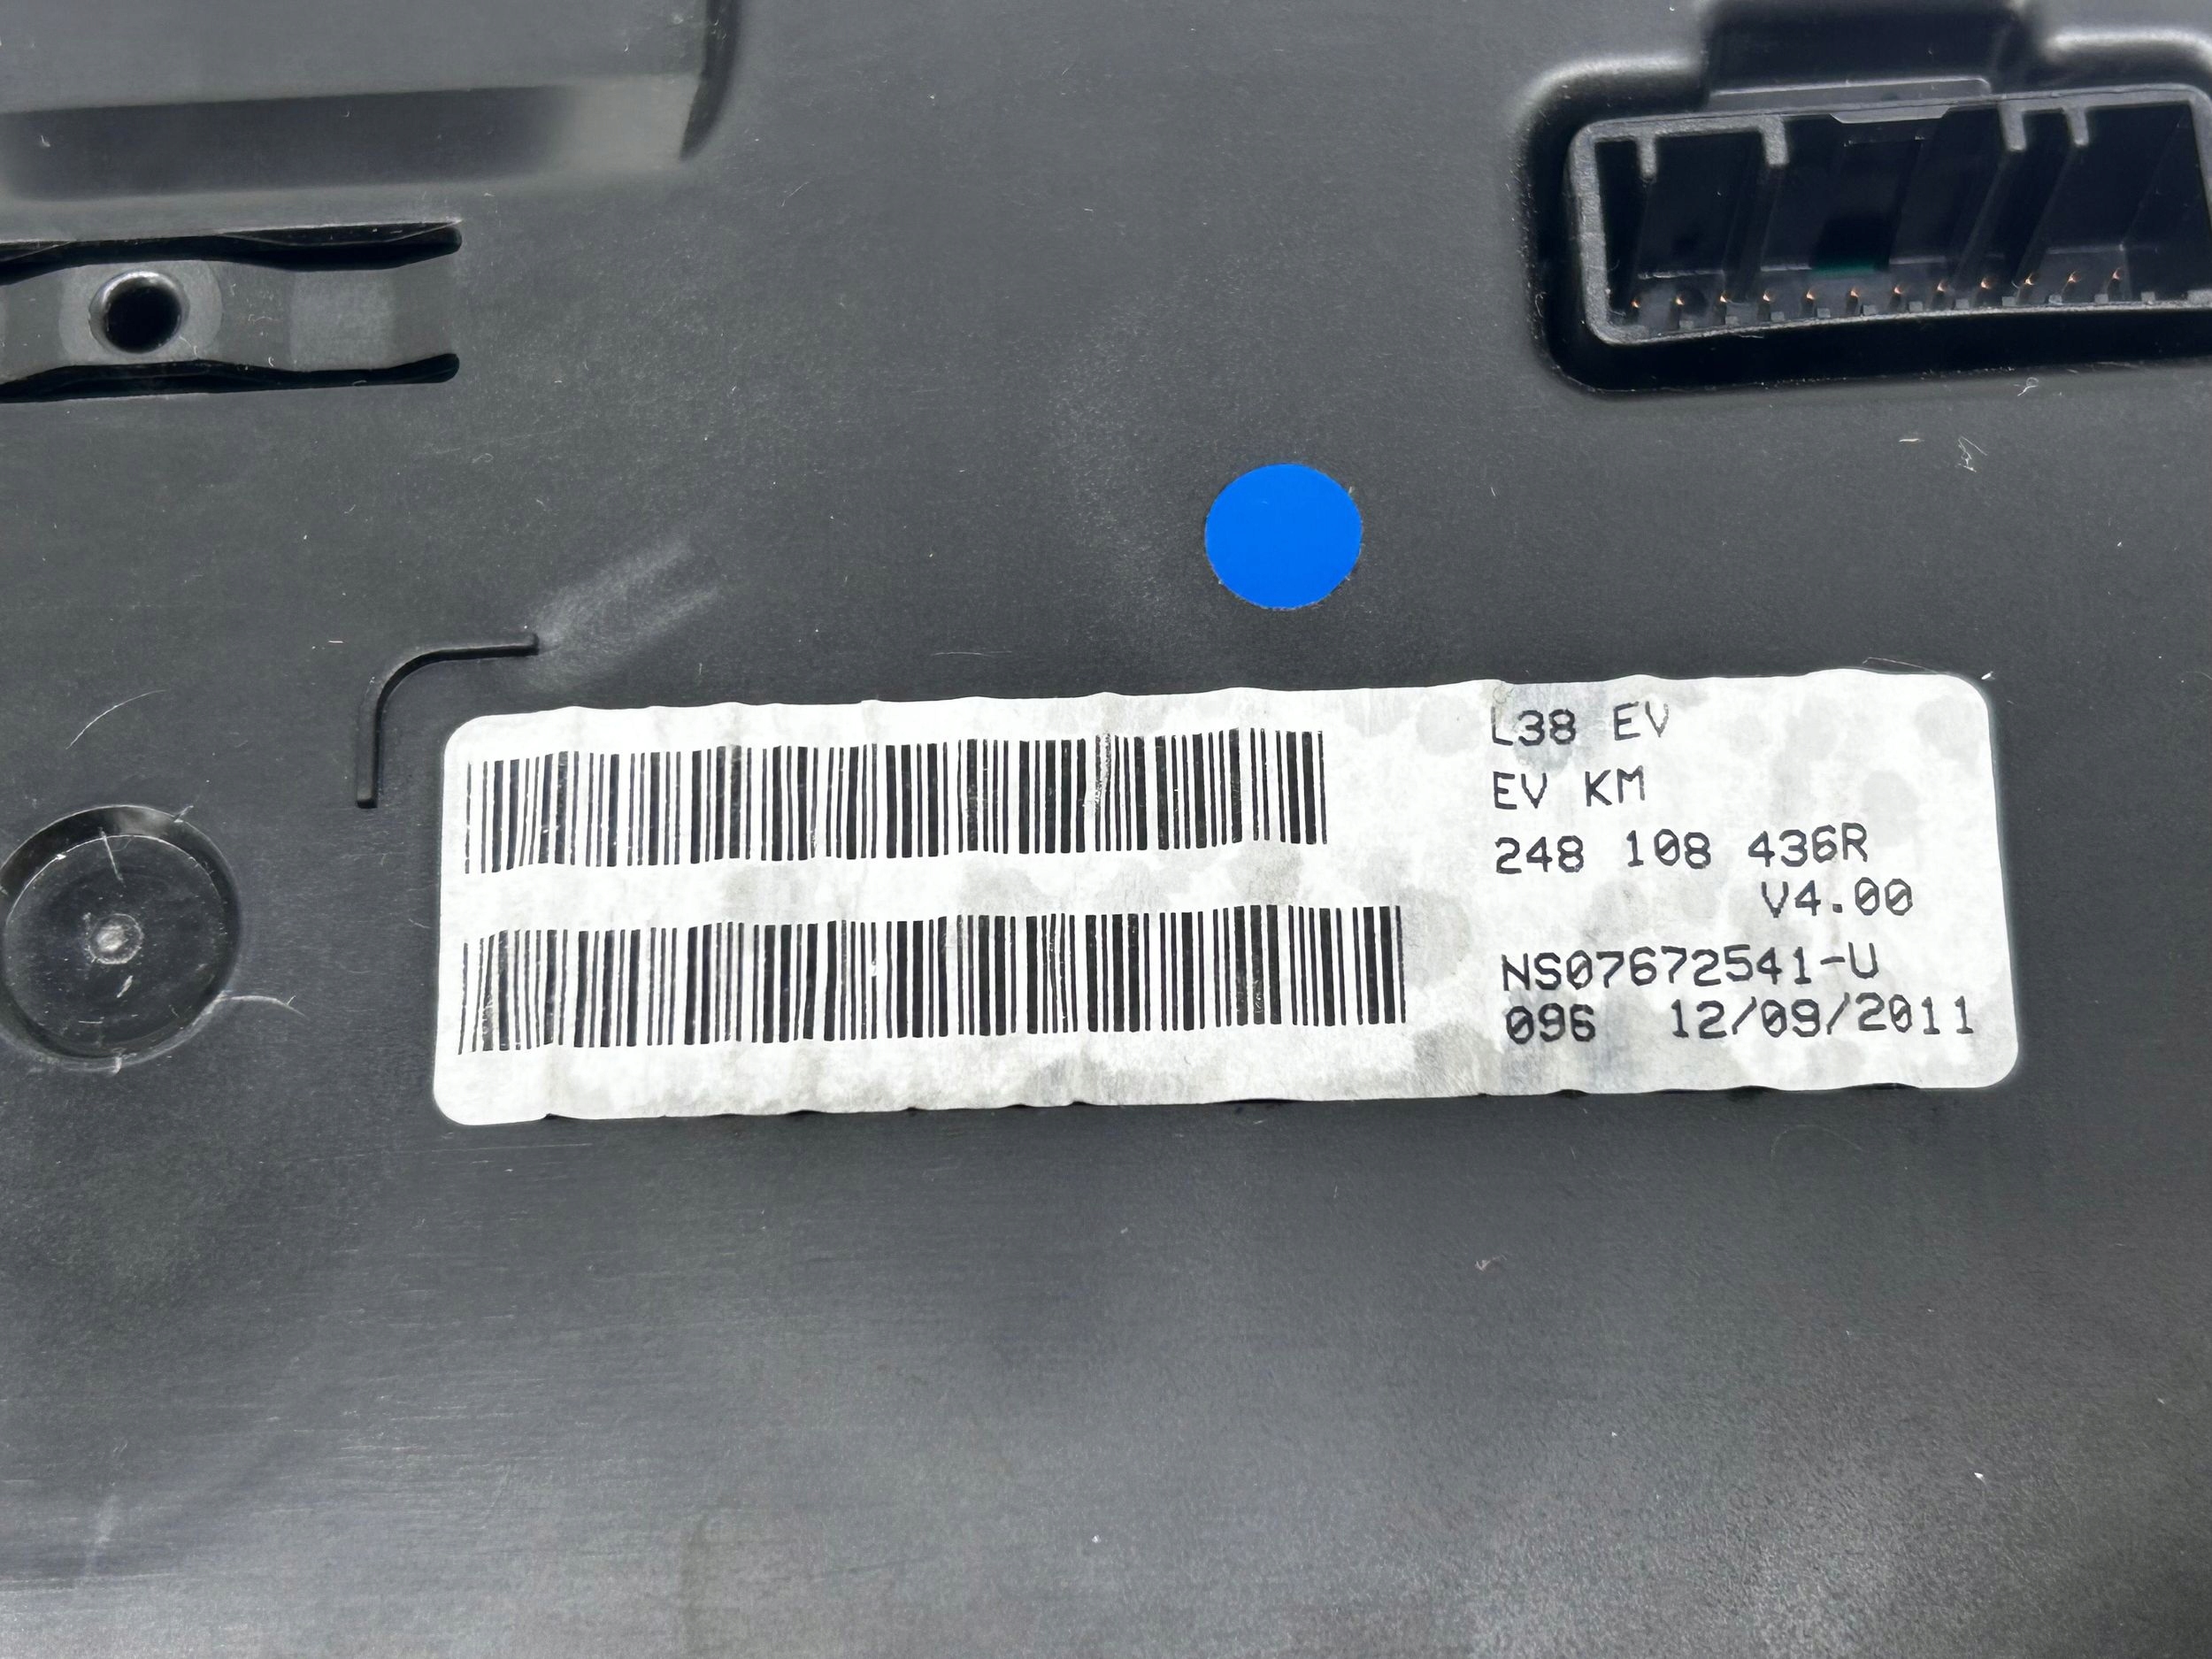 L38 EV
EV KM
248 108 436R
V4.00
NS07672541-U
096 12/09/2011